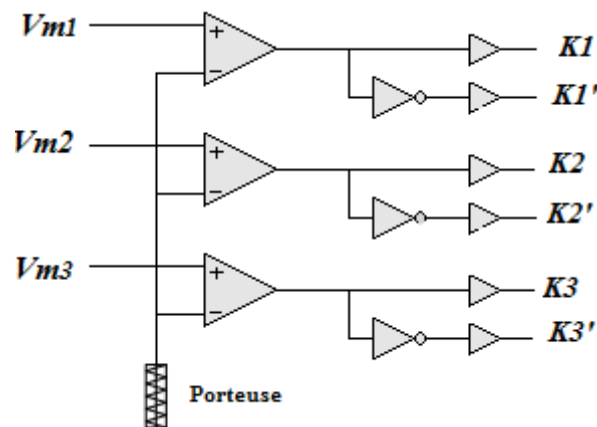 Vm1
+
−
K1
K1'
Vm2
+
−
K2
K2'
Vm3
+
−
K3
K3'
Porteuse